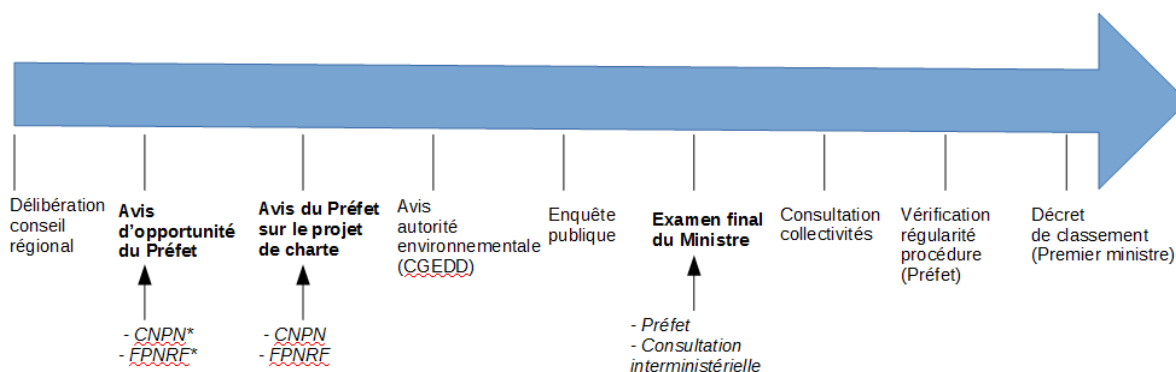 Délibération
conseil
régional
Avis
d'opportunité
du Préfet
- CNPN*
- FPNRF*
Avis du Préfet
sur le projet
de charte
- CNPN
- FPNRF
Avis
autorité
environnementale
(CGEDD)
Enquête
publique
Examen final
du Ministre
- Préfet
- Consultation
interministérielle
Consultation
collectivités
Vérification
régularité
procédure
(Préfet)
Décret
de classement
(Premier ministre)